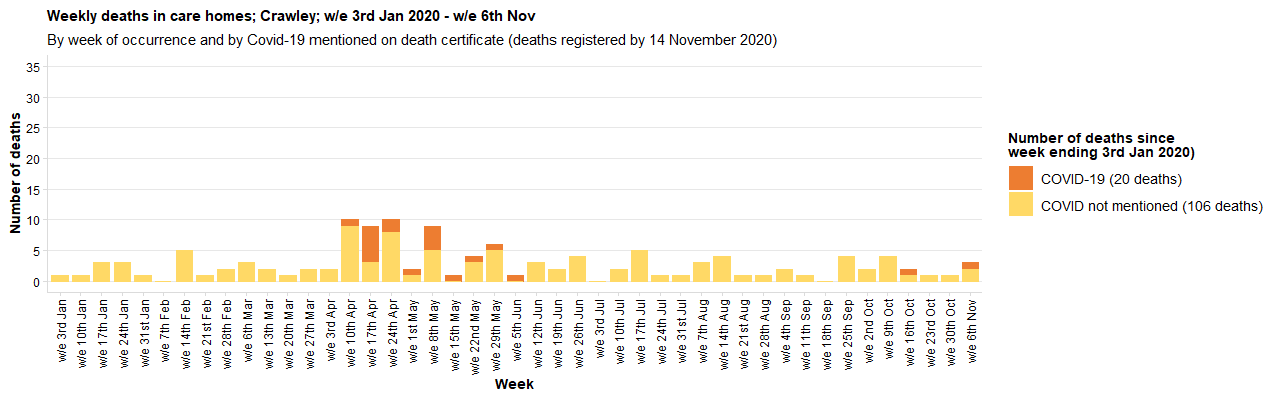 Weekly deaths in care homes; Crawley; w/e 3rd Jan 2020 - w/e 6th Nov
By week of occurrence and by Covid-19 mentioned on death certificate (deaths registered by 14 November 2020)
Number of deaths
35
30
25
20
15
10
5
0
w/e 3rd Jan
w/e 10th Jan
w/e 17th Jan
w/e 24th Jan
w/e 31st Jan
w/e 7th Feb
w/e 14th Feb
w/e 21st Feb
w/e 28th Feb
w/e 6th Mar
w/e 13th Mar
w/e 20th Mar
w/e 27th Mar
w/e 3rd Apr
w/e 10th Apr
w/e 17th Apr
w/e 24th Apr
w/e 1st May
w/e 8th May
w/e 15th May
w/e 22nd May
w/e 29th May
w/e 5th Jun
w/e 12th Jun
w/e 19th Jun
w/e 26th Jun
w/e 3rd Jul
w/e 10th Jul
w/e 17th Jul
w/e 24th Jul
w/e 31st Jul
w/e 7th Aug
w/e 14th Aug
w/e 21st Aug
w/e 28th Aug
w/e 4th Sep
w/e 11th Sep
w/e 18th Sep
w/e 25th Sep
w/e 2nd Oct
w/e 9th Oct
w/e 16th Oct
w/e 23rd Oct
w/e 30th Oct
w/e 6th Nov
Week
Number of deaths since
week ending 3rd Jan 2020)
COVID-19 (20 deaths)
COVID not mentioned (106 deaths)